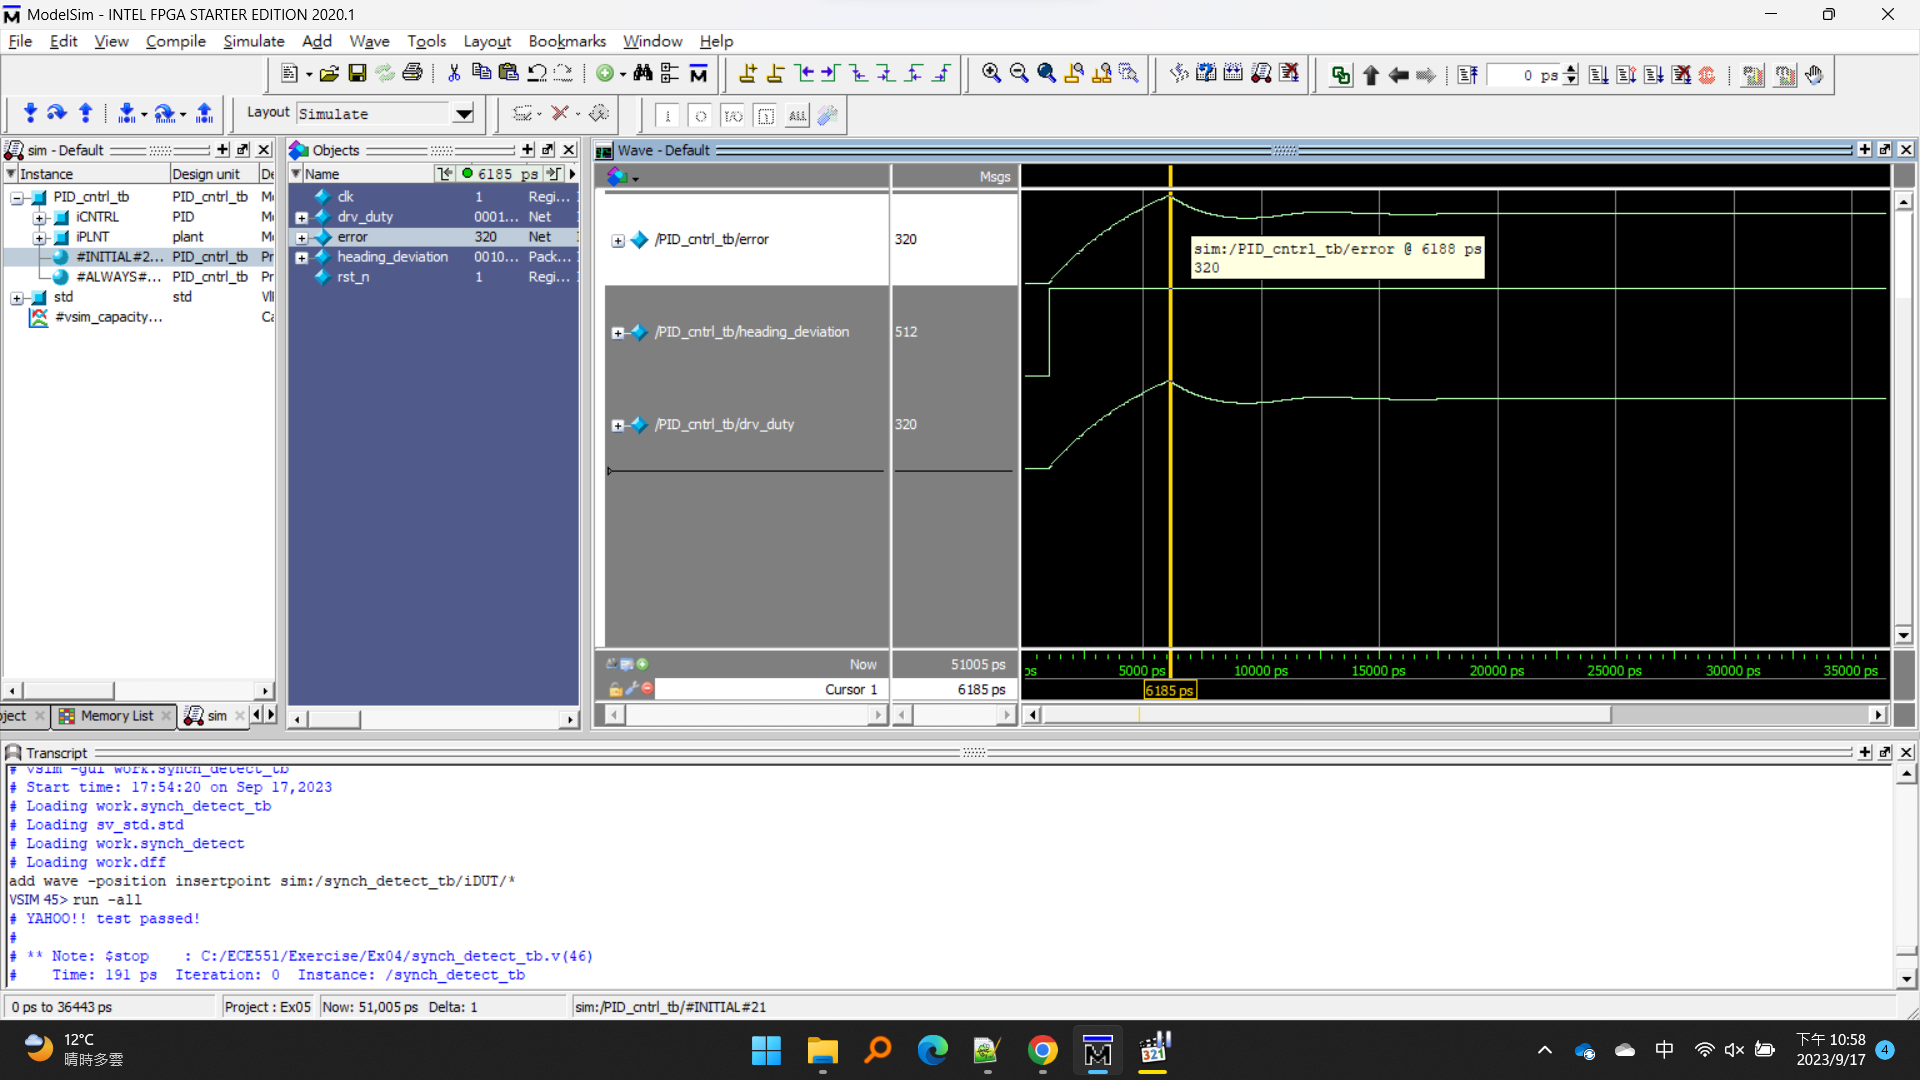 ModelSim - INTEL FPGA STARTER EDITION 2020.1
File Edit View Compile Simulate Add Wave Tools Layout Bookmarks Window Help
0 ps
Layout Simulate
ALL
sim - Default
Instance Design unit
PID_cntrl_tb PID_cntrl_tb
iCNTRL PID
iPLNT plant
#INITIAL#2... PID_cntrl_tb Pr
#ALWAYS#... PID_cntrl_tb Pr
std std
#vsim_capacity...
Memory List
sim
Objects
Name 6185 ps
clk 1 Regi...
drv_duty 0001... Net
error 320 Net
heading_deviation 0010... Pack...
rst_n 1 Regi...
Wave - Default
Msgs
/PID_cntrl_tb/error 320
/PID_cntrl_tb/heading_deviation 512
/PID_cntrl_tb/drv_duty 320
sim:/PID_cntrl_tb/error @ 6188 ps
320
Now 51005 ps
Cursor 1 6185 ps
5000 ps 10000 ps 15000 ps 20000 ps 25000 ps 30000 ps 35000 ps
6185 ps
Transcript
# vsim -gui work.synch_detect_tb
# Start time: 17:54:20 on Sep 17,2023
# Loading work.synch_detect_tb
# Loading sv_std.std
# Loading work.synch_detect
# Loading work.dff
add wave -position insertpoint sim:/synch_detect_tb/iDUT/*
VSIM 45> run -all
# YAHOO!! test passed!
#
# ** Note: $stop : C:/ECE551/Exercise/Ex04/synch_detect_tb.v(46)
# Time: 191 ps Iteration: 0 Instance: /synch_detect_tb
0 ps to 36443 ps Project : Ex05 Now: 51,005 ps Delta: 1 sim:/PID_cntrl_tb/#INITIAL#21
12°C
晴時多雲
321
中
下午 10:58
2023/9/17
4